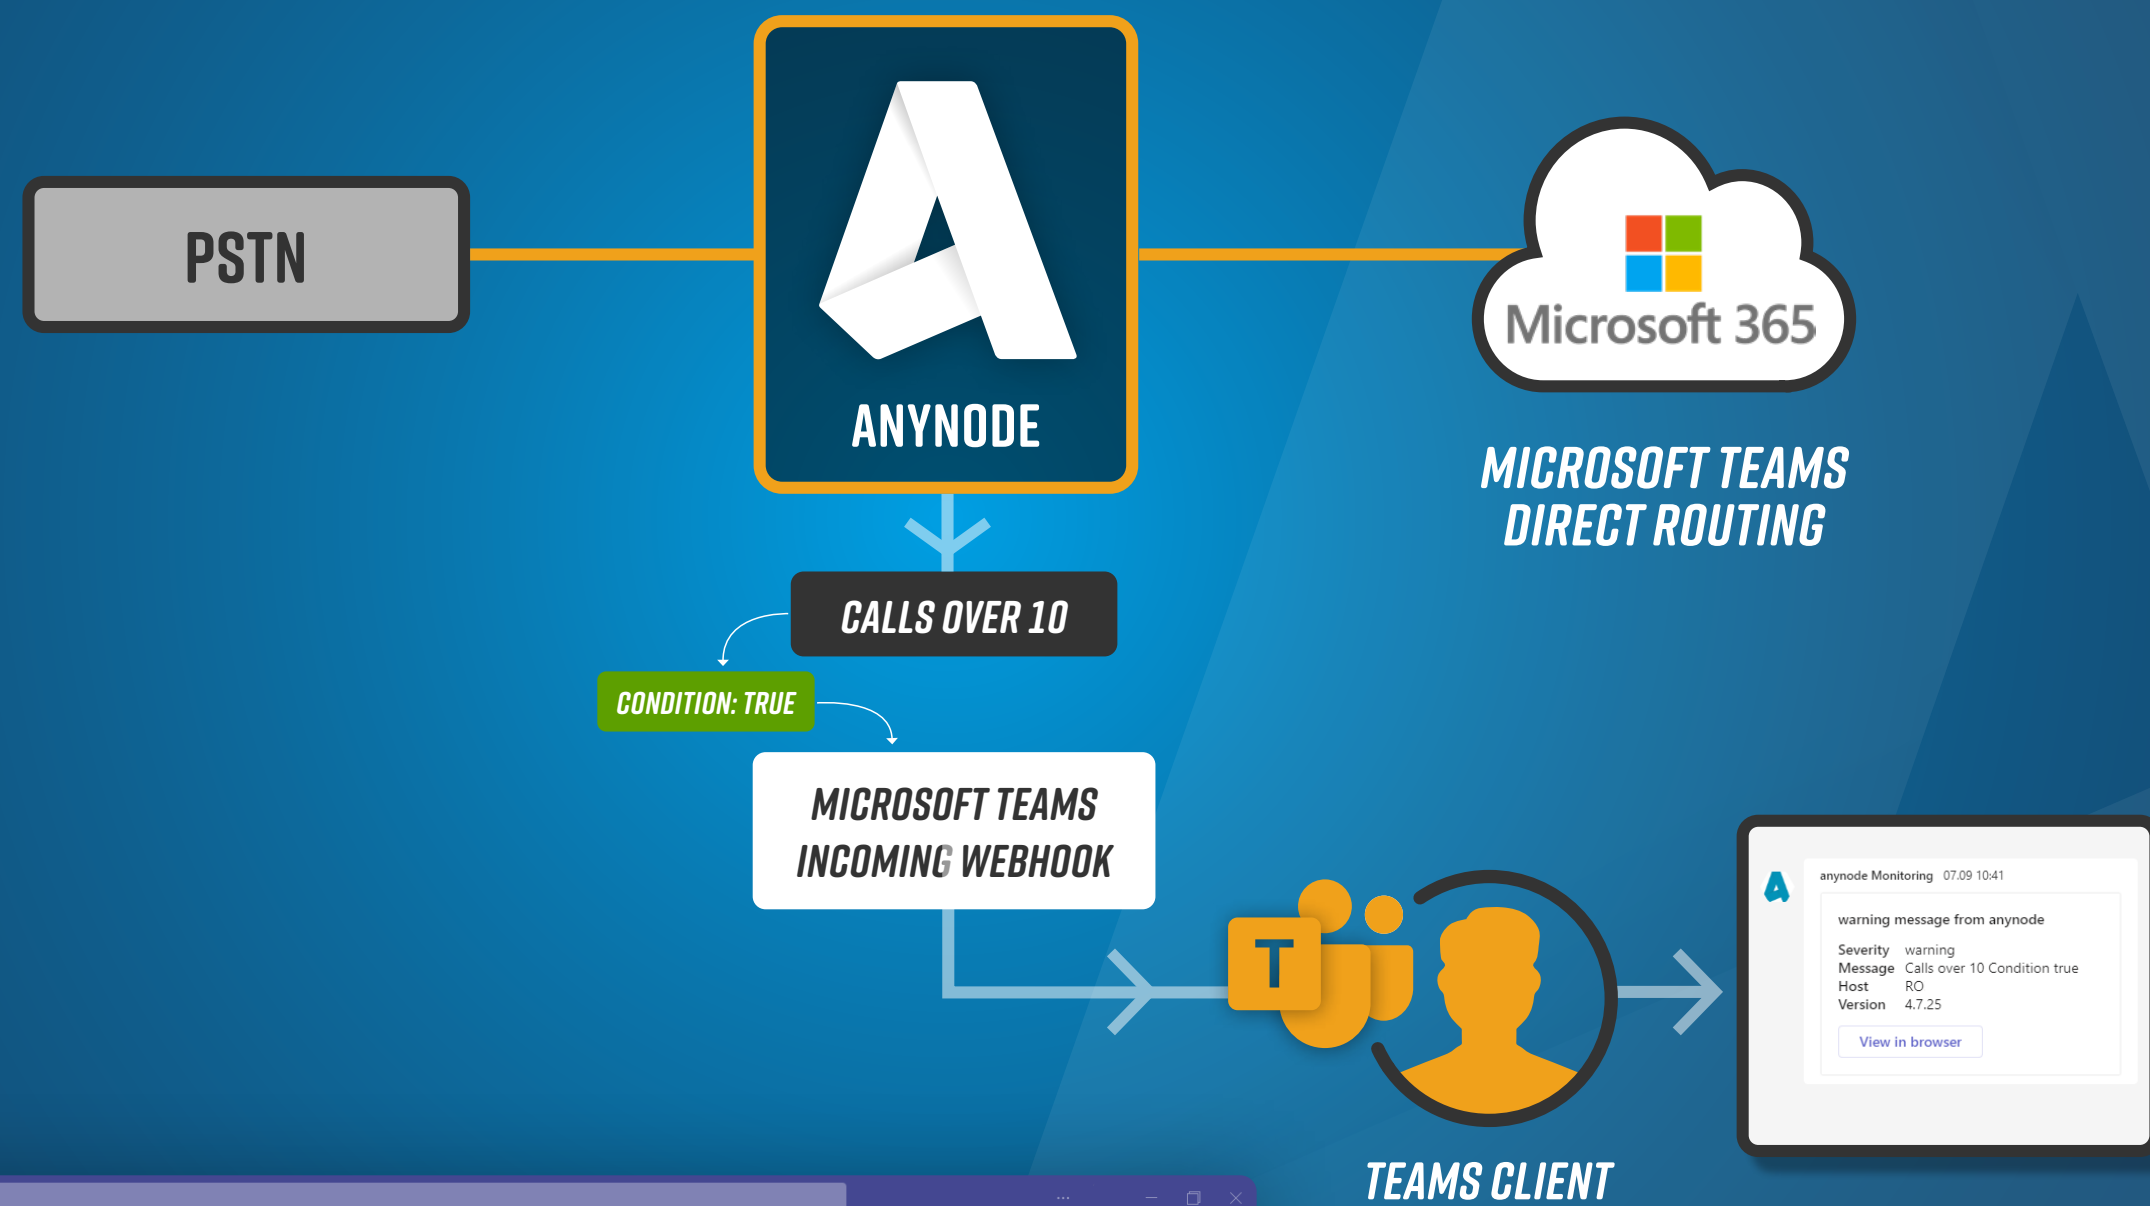 PSTN
ANYNODE
Microsoft 365
MICROSOFT TEAMS
DIRECT ROUTING
CALLS OVER 10
CONDITION: TRUE
MICROSOFT TEAMS
INCOMING WEBHOOK
T
TEAMS CLIENT
anynode Monitoring 07.09 10:41
warning message from anynode
Severity warning
Message Calls over 10 Condition true
Host RO
Version 4.7.25
View in browser